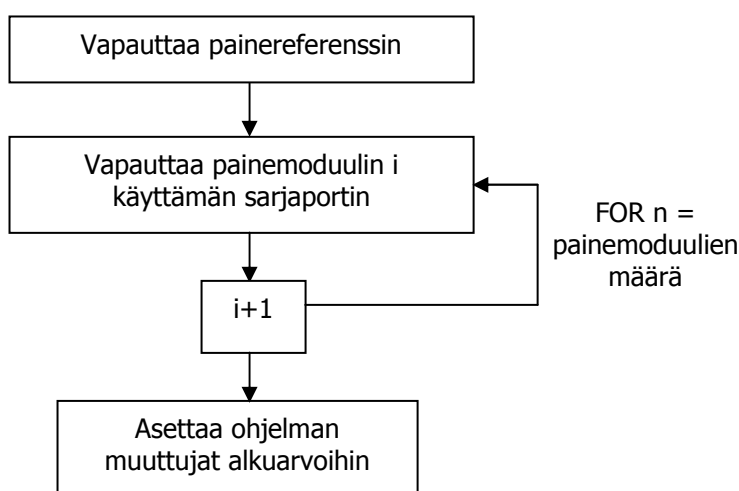 Vapauttaa painereferenssin
Vapauttaa painemoduulin i
käyttämän sarjaportin
FOR n =
painemoduulien
määrä
i+1
Asettaa ohjelman
muuttujat alkuarvoihin